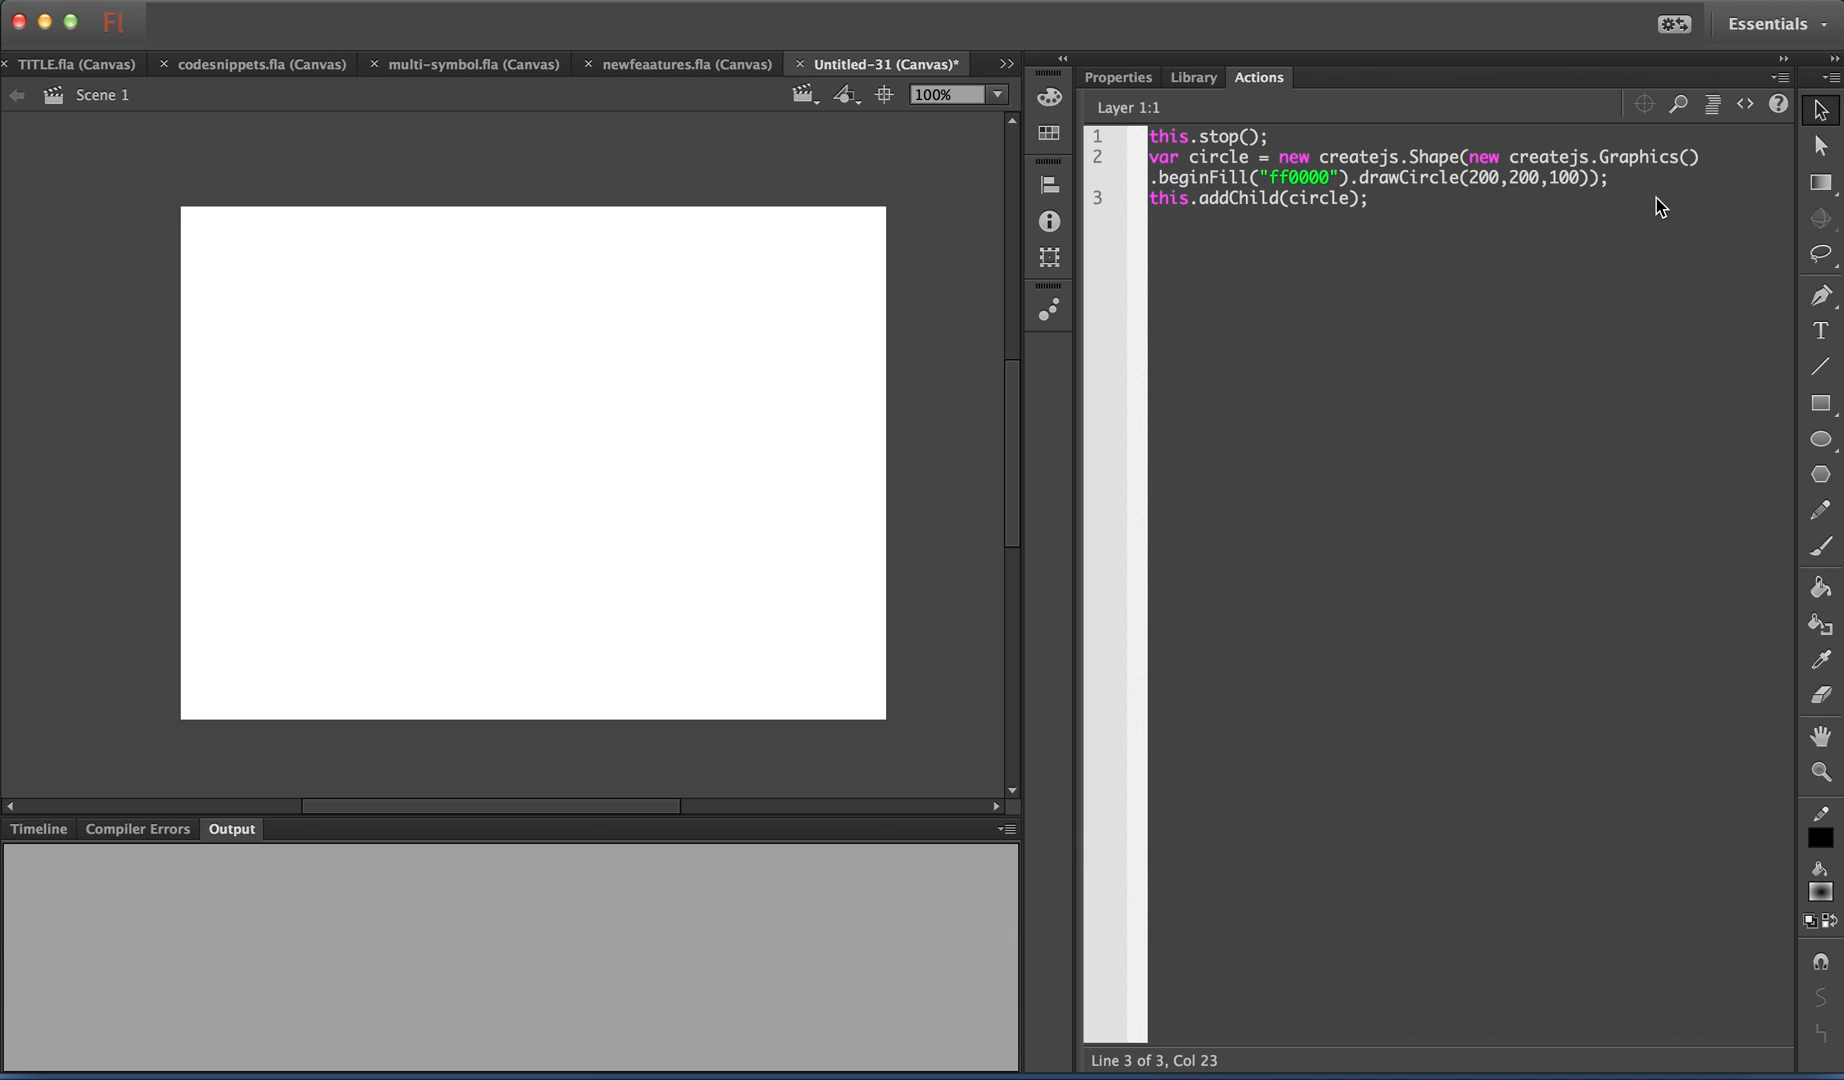 Fl
Essentials
TITLE.fla (Canvas)
codesnippets.fla (Canvas)
multi-symbol.fla (Canvas)
newfeaatures.fla (Canvas)
Untitled-31 (Canvas)*
Scene 1
100%
Properties
Library
Actions
Layer 1:1
1 this.stop();
2 var circle = new createjs.Shape(new createjs.Graphics()
.beginFill("ff0000").drawCircle(200,200,100));
3 this.addChild(circle);
Timeline
Compiler Errors
Output
Line 3 of 3, Col 23